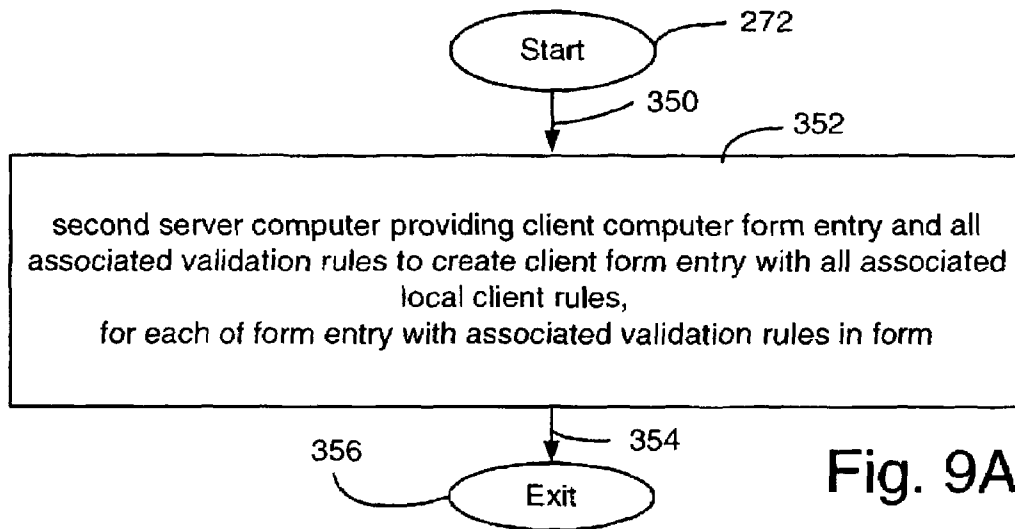 Start
272
350
352
second server computer providing client computer form entry and all
associated validation rules to create client form entry with all associated
local client rules,
for each of form entry with associated validation rules in form
354
356
Exit
Fig. 9A